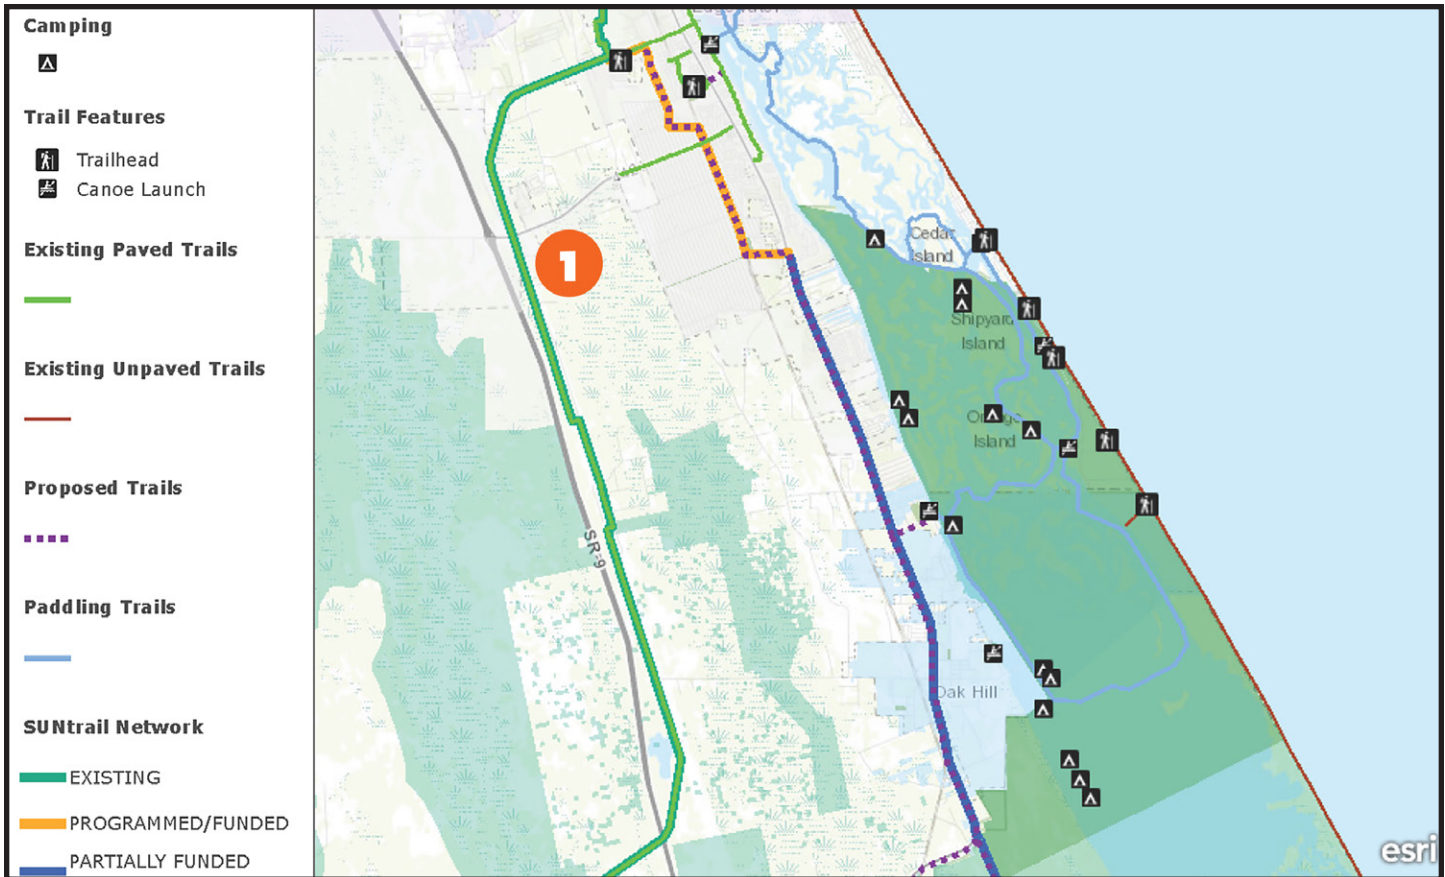 Camping
Trail Features
Trailhead
Canoe Launch
Existing Paved Trails
Existing Unpaved Trails
Proposed Trails
Paddling Trails
SUNtrail Network
EXISTING
PROGRAMMED/FUNDED
PARTIALLY FUNDED
1
Cedar
Island
Shipyard
Island
Island
SR-9
Oak Hill
esri